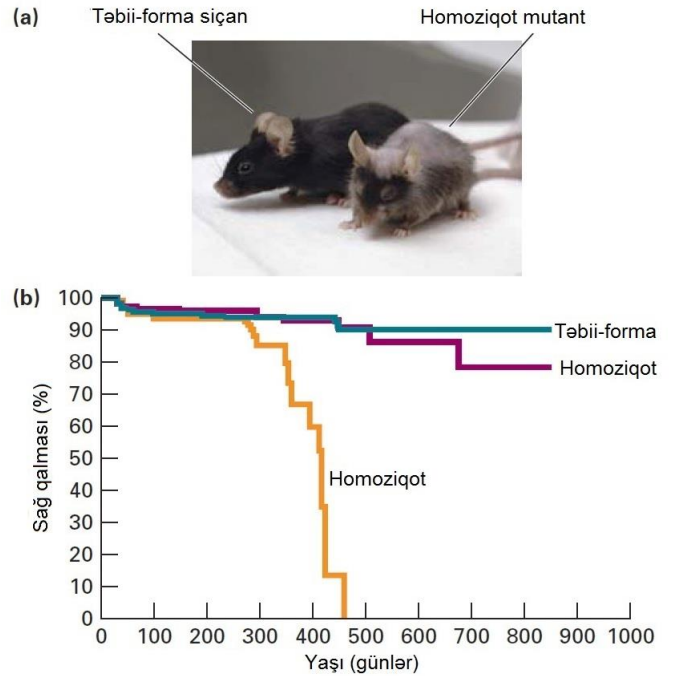 (a)
Təbii-forma siçan
Homoziqot mutant
(b)
100
90
80
70
60
50
40
30
20
10
0
Sağ qalması (%)
Təbii-forma
Homoziqot
Homoziqot
0 100 200 300 400 500 600 700 800 900 1000
Yaşı (günlər)